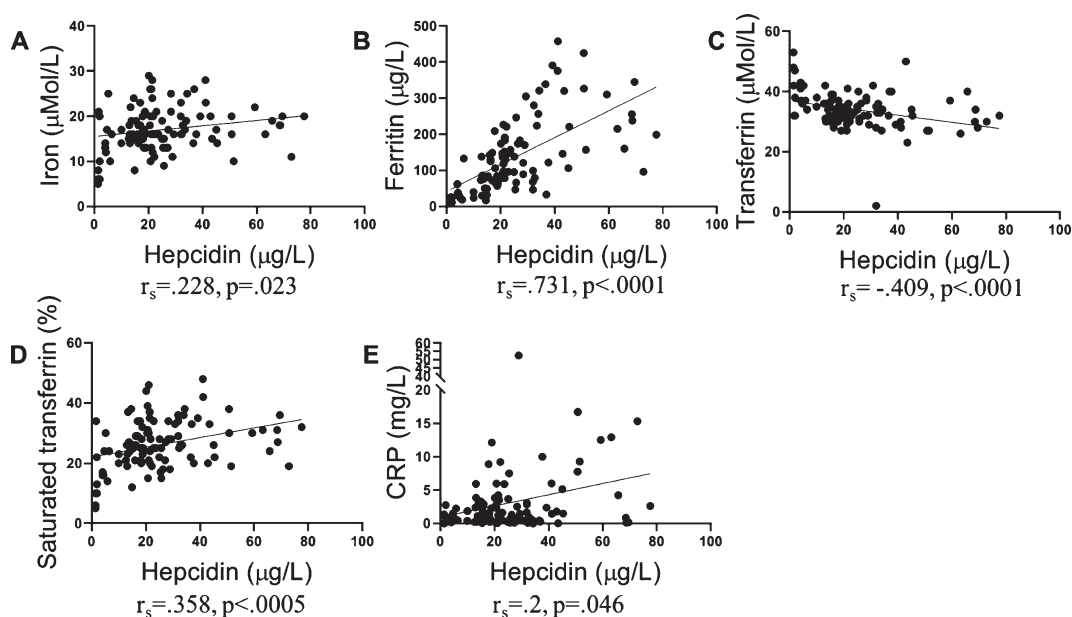 A
Iron (μMol/L)
40
30
20
10
0
0 20 40 60 80 100
Hepcidin (μg/L)
rs=.228, p=.023
B
Ferritin (μg/L)
500
400
300
200
100
0
0 20 40 60 80 100
Hepcidin (μg/L)
rs=.731, p<.0001
C
Transferrin (μMol/L)
60
40
20
0
0 20 40 60 80 100
Hepcidin (μg/L)
rs= -.409, p<.0001
D
Saturated transferrin (%)
60
40
20
0
0 20 40 60 80 100
Hepcidin (μg/L)
rs=.358, p<.0005
E
CRP (mg/L)
60
55
50
45
40
20
15
10
5
0
0 20 40 60 80 100
Hepcidin (μg/L)
rs=.2, p=.046